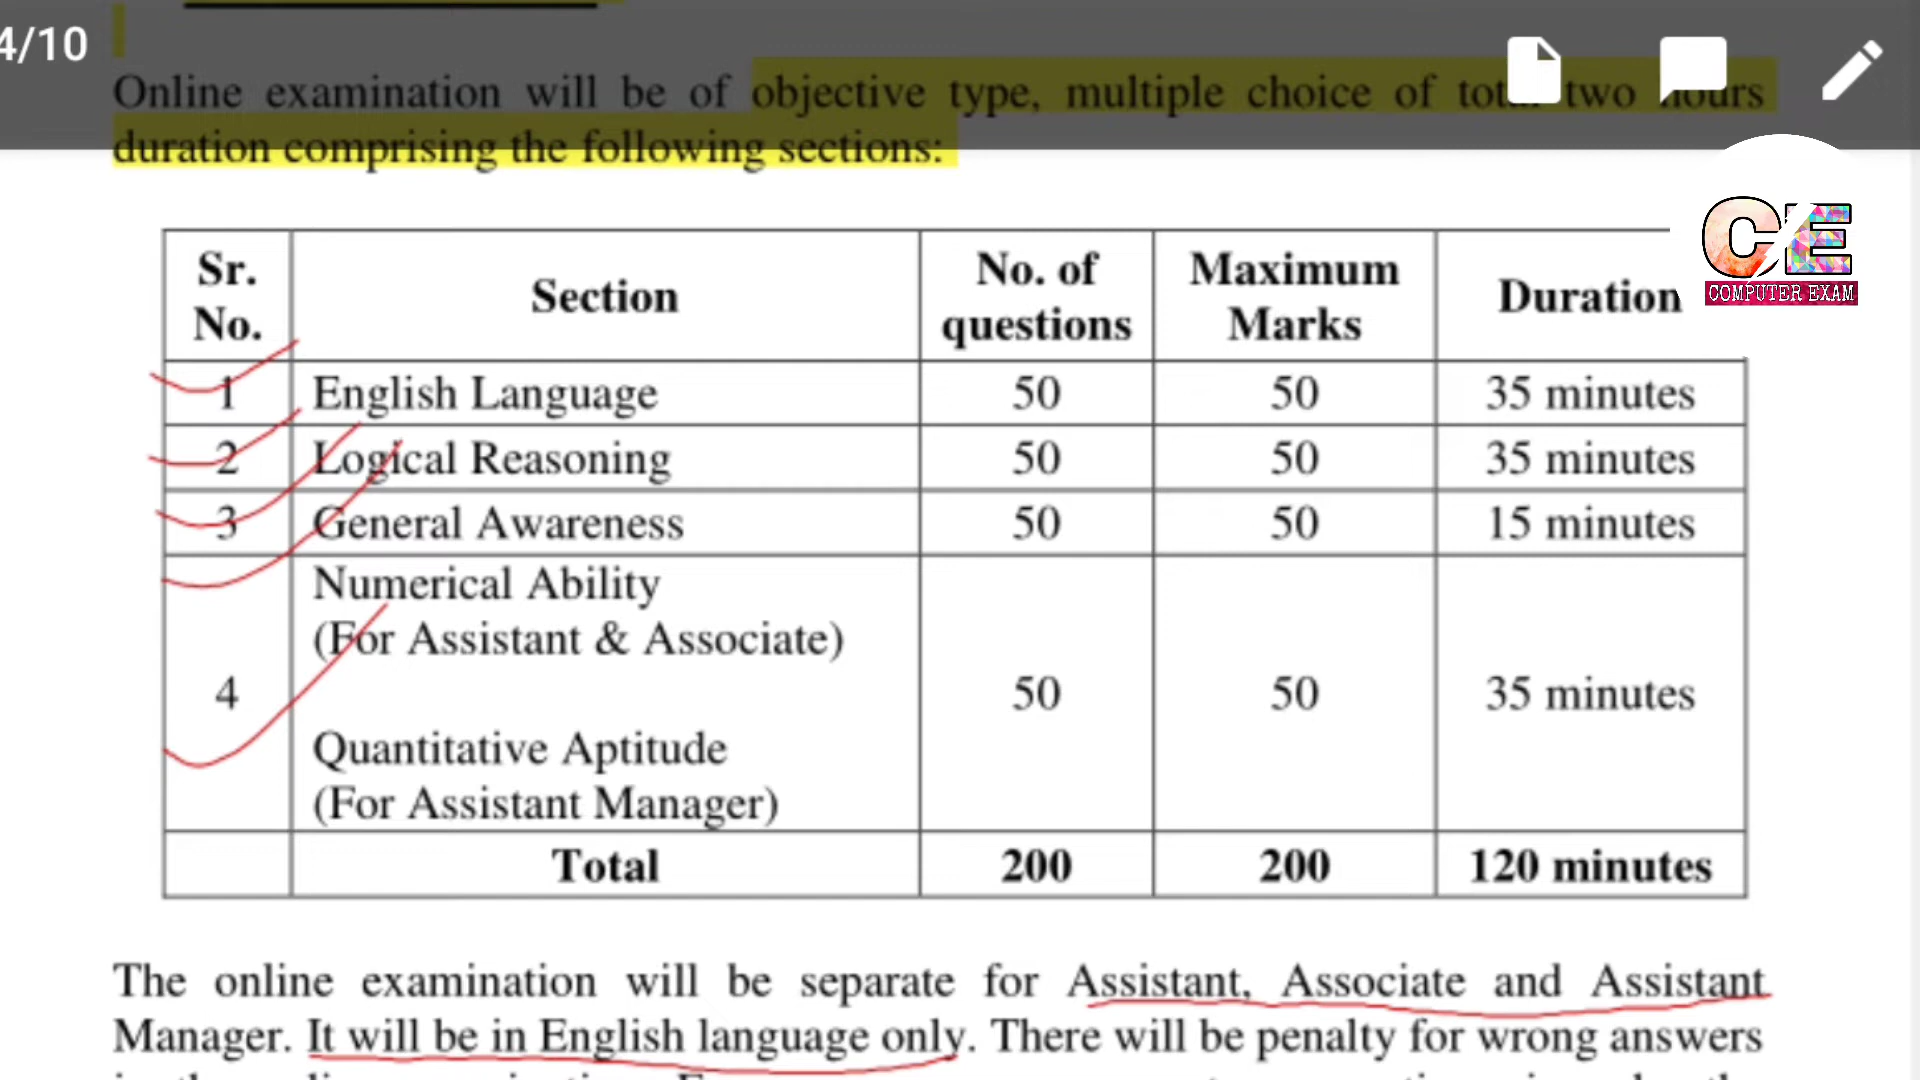 4/10
Online examination will be of objective type, multiple choice of total two hours
duration comprising the following sections:
CE
COMPUTER EXAM
Sr. No. Section No. of questions Maximum Marks Duration
1 English Language 50 50 35 minutes
2 Logical Reasoning 50 50 35 minutes
3 General Awareness 50 50 15 minutes
4 Numerical Ability (For Assistant & Associate) Quantitative Aptitude (For Assistant Manager) 50 50 35 minutes
Total 200 200 120 minutes
The online examination will be separate for Assistant, Associate and Assistant
Manager. It will be in English language only. There will be penalty for wrong answers